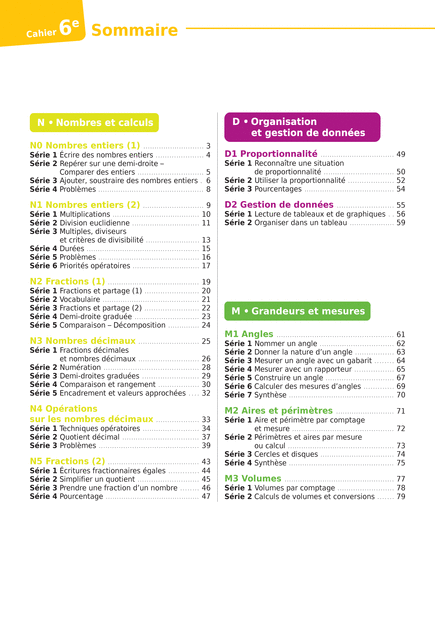 Cahier 6e Sommaire
N • Nombres et calculs
N0 Nombres entiers (1) 3
Série 1 Écrire des nombres entiers 4
Série 2 Repérer sur une demi-droite –
Comparer des entiers 5
Série 3 Ajouter, soustraire des nombres entiers 6
Série 4 Problèmes 8
N1 Nombres entiers (2) 9
Série 1 Multiplications 10
Série 2 Division euclidienne 11
Série 3 Multiples, diviseurs
et critères de divisibilité 13
Série 4 Durées 15
Série 5 Problèmes 16
Série 6 Priorités opératoires 17
N2 Fractions (1) 19
Série 1 Fractions et partage (1) 20
Série 2 Vocabulaire 21
Série 3 Fractions et partage (2) 22
Série 4 Demi-droite graduée 23
Série 5 Comparaison – Décomposition 24
N3 Nombres décimaux 25
Série 1 Fractions décimales
et nombres décimaux 26
Série 2 Numération 28
Série 3 Demi-droites graduées 29
Série 4 Comparaison et rangement 30
Série 5 Encadrement et valeurs approchées 32
N4 Opérations
sur les nombres décimaux 33
Série 1 Techniques opératoires 34
Série 2 Quotient décimal 37
Série 3 Problèmes 39
N5 Fractions (2) 43
Série 1 Écritures fractionnaires égales 44
Série 2 Simplifier un quotient 45
Série 3 Prendre une fraction d'un nombre 46
Série 4 Pourcentage 47
D • Organisation
et gestion de données
D1 Proportionnalité 49
Série 1 Reconnaître une situation
de proportionnalité 50
Série 2 Utiliser la proportionnalité 52
Série 3 Pourcentages 54
D2 Gestion de données 55
Série 1 Lecture de tableaux et de graphiques 56
Série 2 Organiser dans un tableau 59
M • Grandeurs et mesures
M1 Angles 61
Série 1 Nommer un angle 62
Série 2 Donner la nature d'un angle 63
Série 3 Mesurer un angle avec un gabarit 64
Série 4 Mesurer avec un rapporteur 65
Série 5 Construire un angle 67
Série 6 Calculer des mesures d'angles 69
Série 7 Synthèse 70
M2 Aires et périmètres 71
Série 1 Aire et périmètre par comptage
et mesure 72
Série 2 Périmètres et aires par mesure
ou calcul 73
Série 3 Cercles et disques 74
Série 4 Synthèse 75
M3 Volumes 77
Série 1 Volumes par comptage 78
Série 2 Calculs de volumes et conversions 79